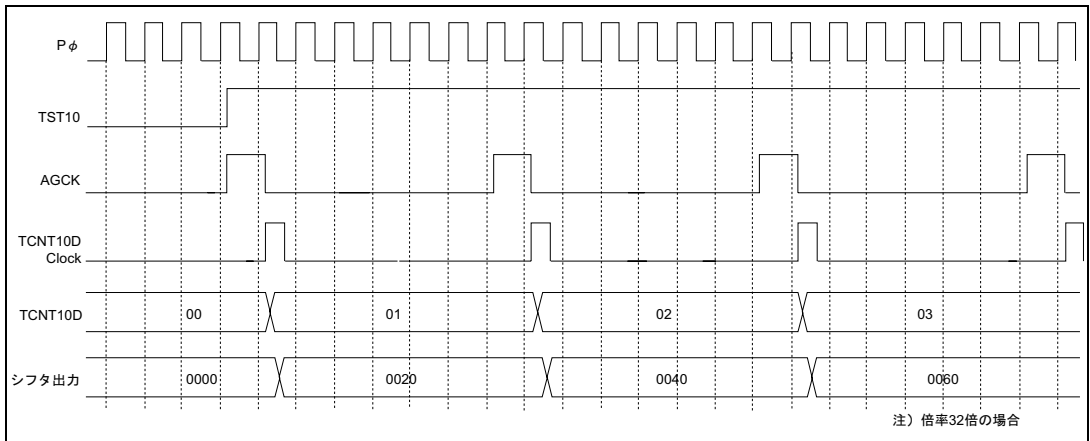 Pφ
TST10
AGCK
TCNT10D
Clock
TCNT10D 00 01 02 03
シフタ出力 0000 0020 0040 0060
注）倍率32倍の場合